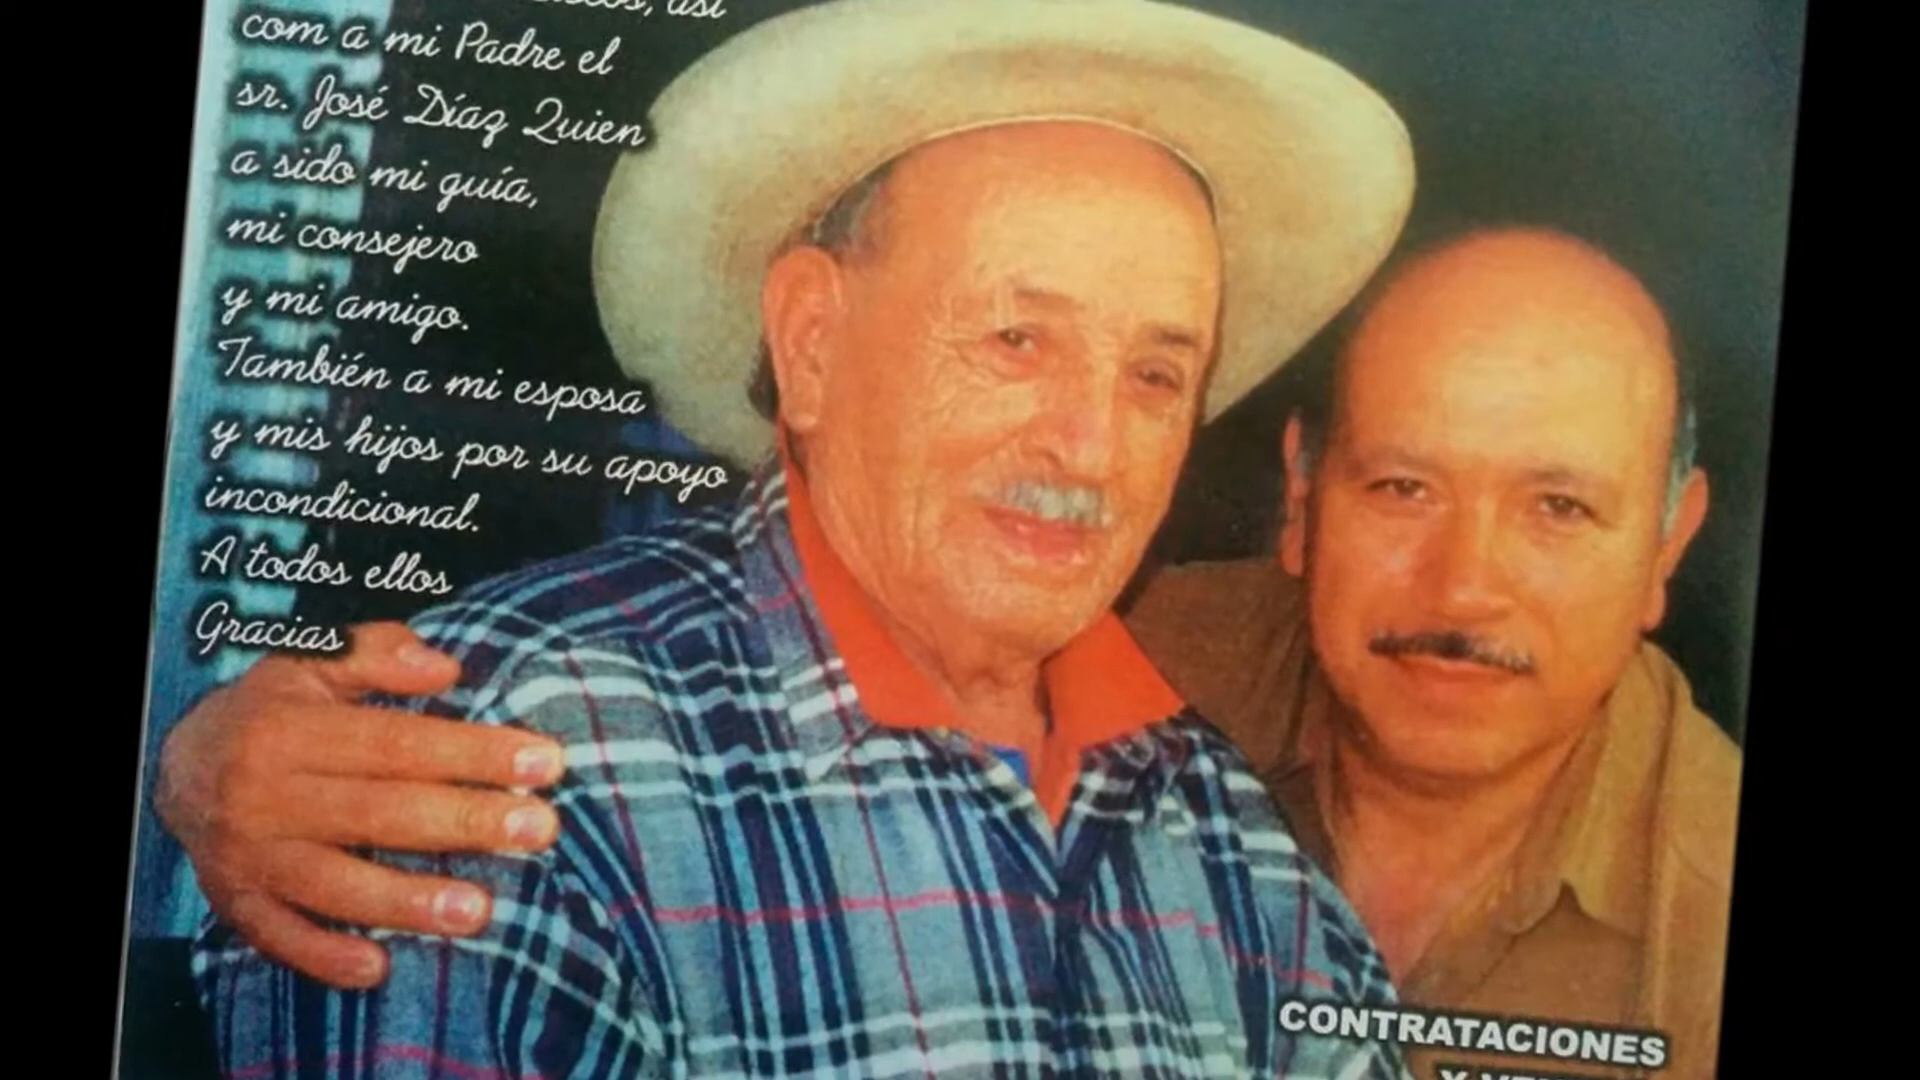 así
com a mi Padre el
sr. José Díaz Quien
a sido mi guía,
mi consejero
y mi amigo.
También a mi esposa
y mis hijos por su apoyo
incondicional.
A todos ellos
Gracias
CONTRATACIONES
Y